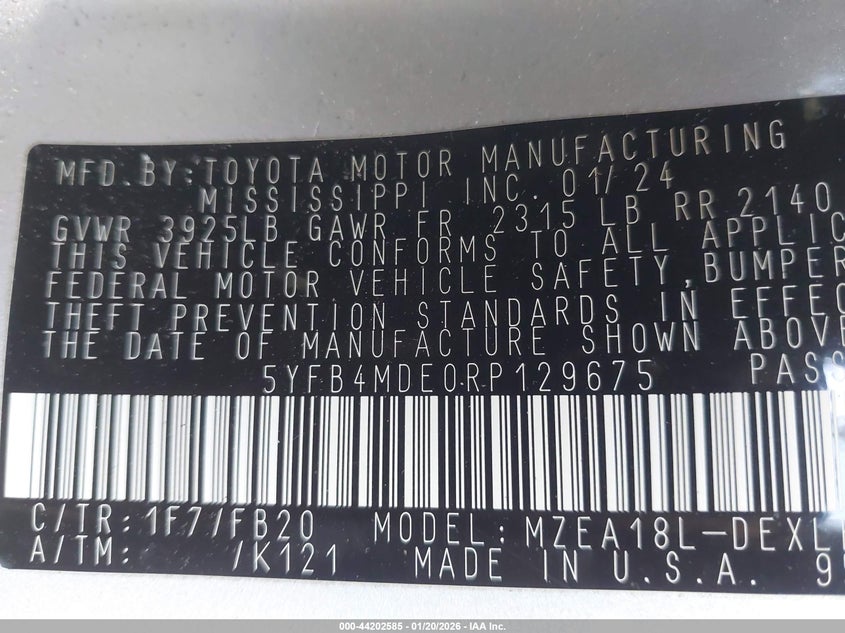 MFD.BY:TOYOTA MOTOR MANUFACTURING
MISSISSIPPI INC. 01/24
GVWR 3925LB GAWR FR 2315 LB RR 2140
THIS VEHICLE CONFORMS TO ALL APPLIC
FEDERAL MOTOR VEHICLE SAFETY,BUMPER
THEFT PREVENTION STANDARDS IN EFFEC
THE DATE OF MANUFACTURE SHOWN ABOVE
5YFB4MDE0RP129675 PASS
C/TR:1F7/FB20 MODEL:MZEA18L-DEXL
A/TM: /K121 MADE IN U.S.A. 9
000-44202585 - 01/20/2026 - IAA Inc.